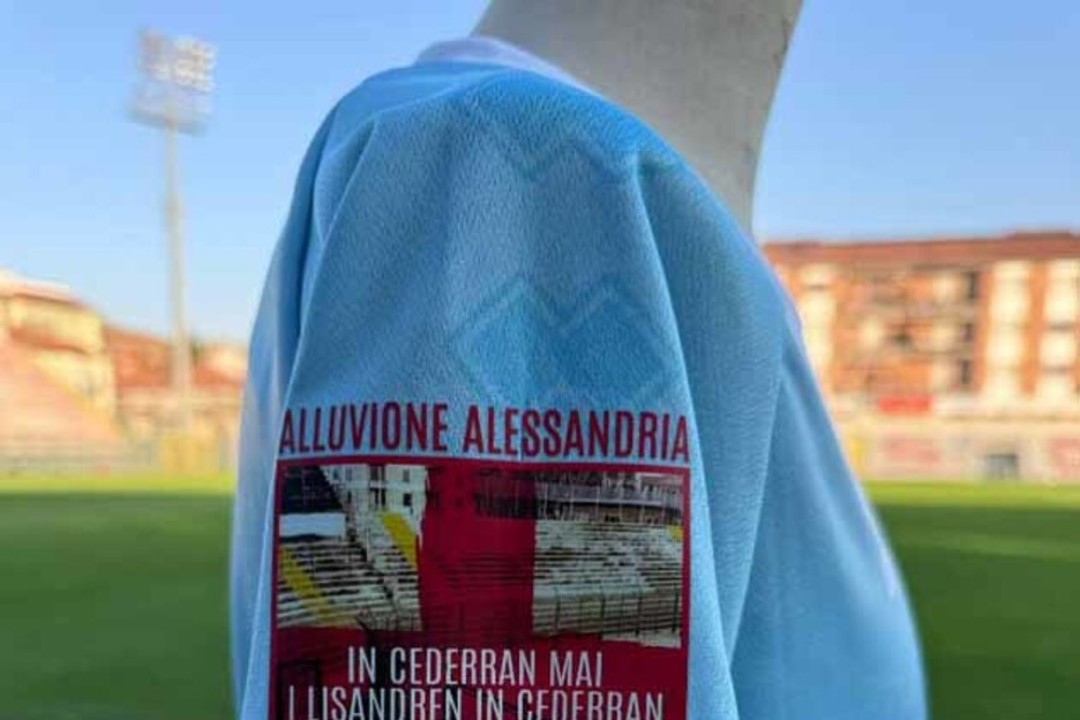 ALLUVIONE ALESSANDRIA
IN CEDERRAN MAI
I LISANDREN IN CEDERRAN